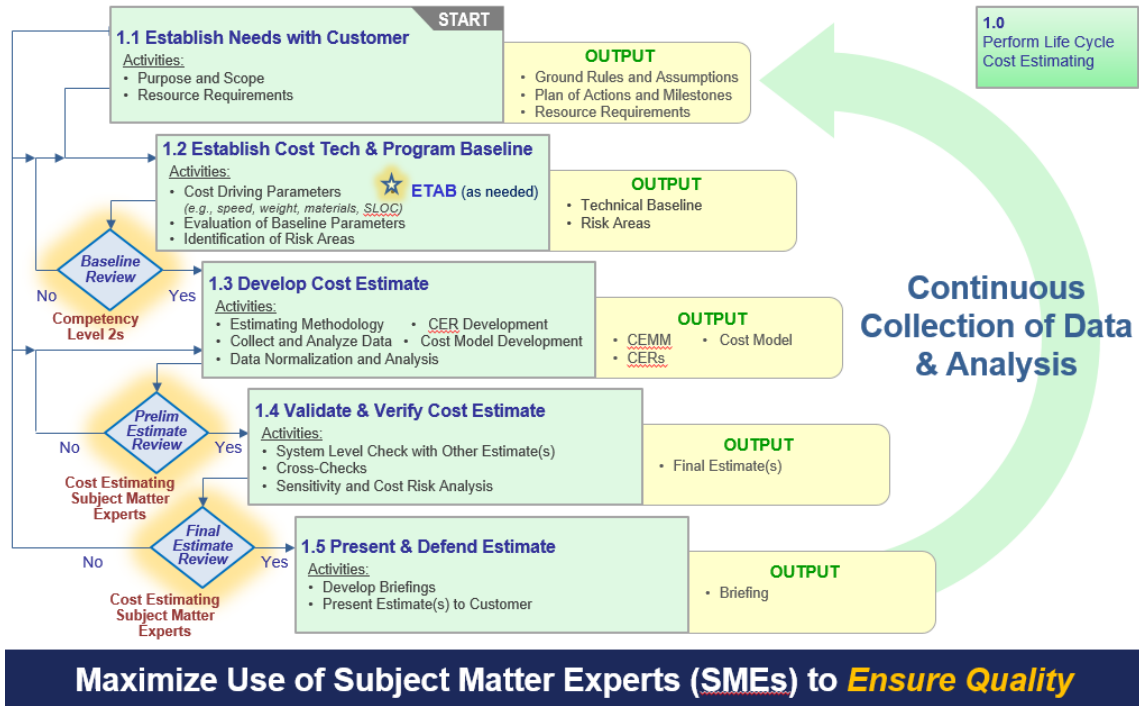 START
1.1 Establish Needs with Customer
Activities:
• Purpose and Scope
• Resource Requirements
OUTPUT
• Ground Rules and Assumptions
• Plan of Actions and Milestones
• Resource Requirements
1.0
Perform Life Cycle
Cost Estimating
1.2 Establish Cost Tech & Program Baseline
Activities:
• Cost Driving Parameters
(e.g., speed, weight, materials, SLOC)
• Evaluation of Baseline Parameters
• Identification of Risk Areas
ETAB (as needed)
OUTPUT
• Technical Baseline
• Risk Areas
Baseline
Review
No
Yes
Competency
Level 2s
1.3 Develop Cost Estimate
Activities:
• Estimating Methodology
• Collect and Analyze Data
• Data Normalization and Analysis
• CER Development
• Cost Model Development
OUTPUT
• CEMM
• CERs
• Cost Model
Continuous
Collection of Data
& Analysis
Prelim
Estimate
Review
No
Yes
Cost Estimating
Subject Matter
Experts
1.4 Validate & Verify Cost Estimate
Activities:
• System Level Check with Other Estimate(s)
• Cross-Checks
• Sensitivity and Cost Risk Analysis
OUTPUT
• Final Estimate(s)
Final
Estimate
Review
No
Yes
Cost Estimating
Subject Matter
Experts
1.5 Present & Defend Estimate
Activities:
• Develop Briefings
• Present Estimate(s) to Customer
OUTPUT
• Briefing
Maximize Use of Subject Matter Experts (SMEs) to Ensure Quality